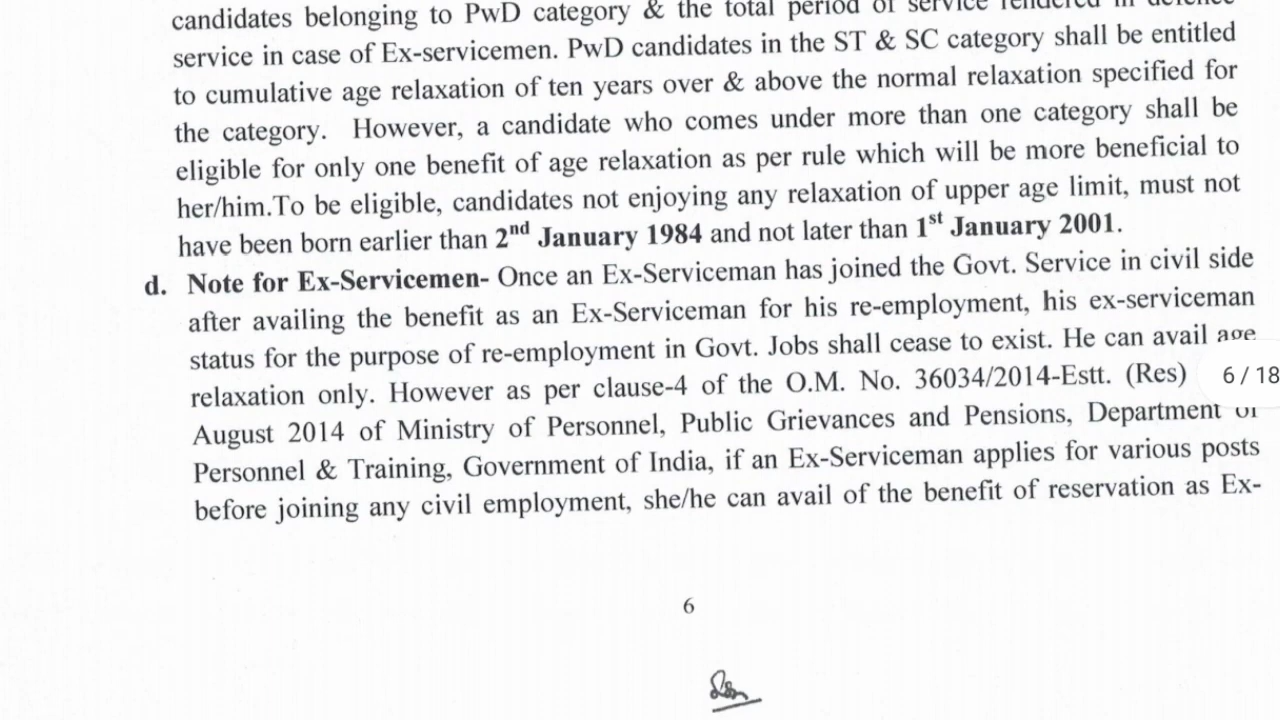 candidates belonging to PwD category & the total period of service rendered in defence
service in case of Ex-servicemen. PwD candidates in the ST & SC category shall be entitled
to cumulative age relaxation of ten years over & above the normal relaxation specified for
the category. However, a candidate who comes under more than one category shall be
eligible for only one benefit of age relaxation as per rule which will be more beneficial to
her/him.To be eligible, candidates not enjoying any relaxation of upper age limit, must not
have been born earlier than 2nd January 1984 and not later than 1st January 2001.
d. Note for Ex-Servicemen- Once an Ex-Serviceman has joined the Govt. Service in civil side
after availing the benefit as an Ex-Serviceman for his re-employment, his ex-serviceman
status for the purpose of re-employment in Govt. Jobs shall cease to exist. He can avail age
relaxation only. However as per clause-4 of the O.M. No. 36034/2014-Estt. (Res)
6 / 18
August 2014 of Ministry of Personnel, Public Grievances and Pensions, Department of
Personnel & Training, Government of India, if an Ex-Serviceman applies for various posts
before joining any civil employment, she/he can avail of the benefit of reservation as Ex-
6